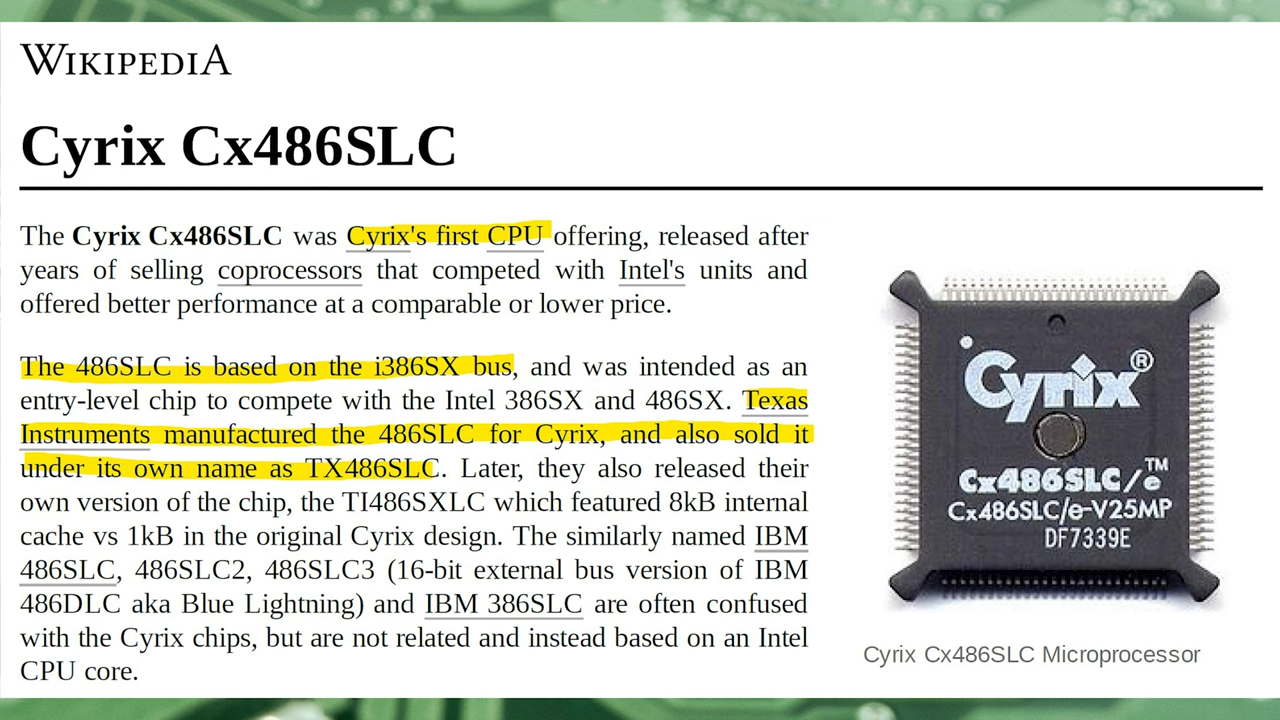 WIKIPEDIA
Cyrix Cx486SLC
The Cyrix Cx486SLC was Cyrix's first CPU offering, released after
years of selling coprocessors that competed with Intel's units and
offered better performance at a comparable or lower price.
The 486SLC is based on the i386SX bus, and was intended as an
entry-level chip to compete with the Intel 386SX and 486SX. Texas
Instruments manufactured the 486SLC for Cyrix, and also sold it
under its own name as TX486SLC. Later, they also released their
own version of the chip, the TI486SXLC which featured 8kB internal
cache vs 1kB in the original Cyrix design. The similarly named IBM
486SLC, 486SLC2, 486SLC3 (16-bit external bus version of IBM
486DLC aka Blue Lightning) and IBM 386SLC are often confused
with the Cyrix chips, but are not related and instead based on an Intel
CPU core.
Cyrix®
Cx486SLC/e™
Cx486SLC/e-V25MP
DF7339E
Cyrix Cx486SLC Microprocessor